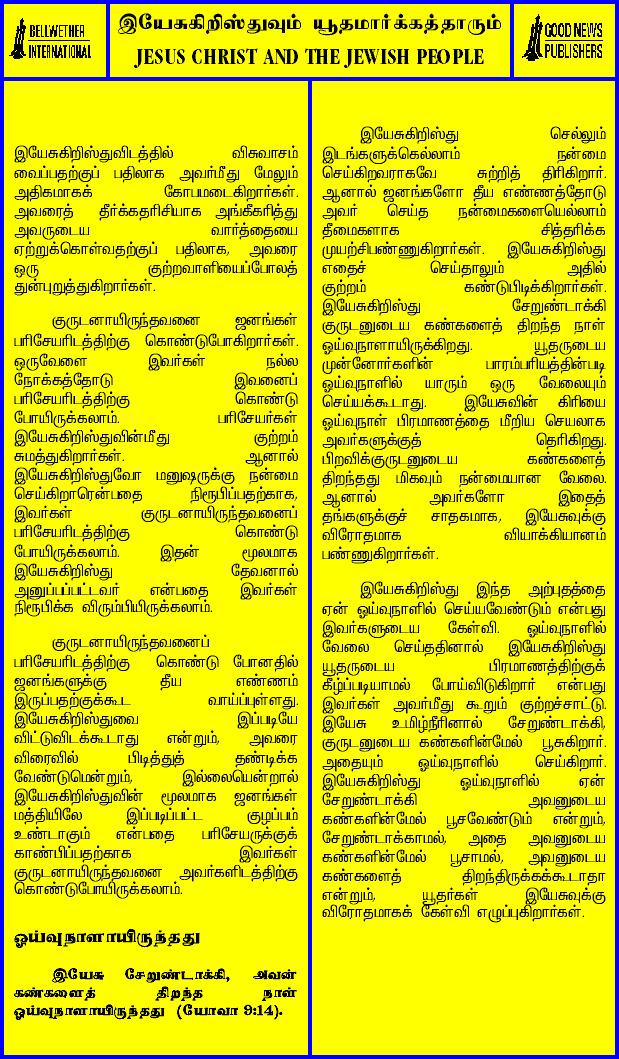 BELLWETHER
INTERNATIONAL
இயேசுகிறிஸ்துவும் யூதமார்க்கத்தாரும்
JESUS CHRIST AND THE JEWISH PEOPLE
GOOD NEWS
PUBLISHERS
இயேசுகிறிஸ்துவிடத்தில் விசுவாசம்
வைப்பதற்குப் பதிலாக அவர்மீது மேலும்
அதிகமாகக் கோபமடைகிறார்கள்.
அவரைத் தீர்க்கதரிசியாக அங்கீகரித்து
அவருடைய வார்த்தையை
ஏற்றுக்கொள்வதற்குப் பதிலாக, அவரை
ஒரு குற்றவாளியைப்போலத்
துன்புறுத்துகிறார்கள்.
குருடனாயிருந்தவனை ஜனங்கள்
பரிசேயரிடத்திற்கு கொண்டுபோகிறார்கள்.
ஒருவேளை இவர்கள் நல்ல
நோக்கத்தோடு இவனைப்
பரிசேயரிடத்திற்கு கொண்டு
போயிருக்கலாம். பரிசேயர்கள்
இயேசுகிறிஸ்துவின்மீது குற்றம்
சுமத்துகிறார்கள். ஆனால்
இயேசுகிறிஸ்துவோ மனுஷருக்கு நன்மை
செய்கிறாரென்பதை நிரூபிப்பதற்காக,
இவர்கள் குருடனாயிருந்தவனைப்
பரிசேயரிடத்திற்கு கொண்டு
போயிருக்கலாம். இதன் மூலமாக
இயேசுகிறிஸ்து தேவனால்
அனுப்பப்பட்டவர் என்பதை இவர்கள்
நிரூபிக்க விரும்பியிருக்கலாம்.
குருடனாயிருந்தவனைப்
பரிசேயரிடத்திற்கு கொண்டு போனதில்
ஜனங்களுக்கு தீய எண்ணம்
இருப்பதற்குக்கூட வாய்ப்புள்ளது.
இயேசுகிறிஸ்துவை இப்படியே
விட்டுவிடக்கூடாது என்றும், அவரை
விரைவில் பிடித்துத் தண்டிக்க
வேண்டுமென்றும், இல்லையென்றால்
இயேசுகிறிஸ்துவின் மூலமாக ஜனங்கள்
மத்தியிலே இப்படிப்பட்ட குழப்பம்
உண்டாகும் என்பதை பரிசேயருக்குக்
காண்பிப்பதற்காக இவர்கள்
குருடனாயிருந்தவனை அவர்களிடத்திற்கு
கொண்டுபோயிருக்கலாம்.
ஓய்வுநாளாயிருந்தது
இயேசு சேறுண்டாக்கி, அவன்
கண்களைத் திறந்த நாள்
ஓய்வுநாளாயிருந்தது (யோவா 9:14).
இயேசுகிறிஸ்து செல்லும்
இடங்களுக்கெல்லாம் நன்மை
செய்கிறவராகவே சுற்றித் திரிகிறார்.
ஆனால் ஜனங்களோ தீய எண்ணத்தோடு
அவர் செய்த நன்மைகளையெல்லாம்
தீமைகளாக சித்தரிக்க
முயற்சிபண்ணுகிறார்கள். இயேசுகிறிஸ்து
எதைச் செய்தாலும் அதில்
குற்றம் கண்டுபிடிக்கிறார்கள்.
இயேசுகிறிஸ்து சேறுண்டாக்கி
குருடனுடைய கண்களைத் திறந்த நாள்
ஓய்வுநாளாயிருக்கிறது. யூதருடைய
முன்னோர்களின் பாரம்பரியத்தின்படி
ஓய்வுநாளில் யாரும் ஒரு வேலையும்
செய்யக்கூடாது. இயேசுவின் கிரியை
ஓய்வுநாள் பிரமாணத்தை மீறிய செயலாக
அவர்களுக்குத் தெரிகிறது.
பிறவிக்குருடனுடைய கண்களைத்
திறந்தது மிகவும் நன்மையான வேலை.
ஆனால் அவர்களோ இதைத்
தங்களுக்குச் சாதகமாக, இயேசுவுக்கு
விரோதமாக வியாக்கியானம்
பண்ணுகிறார்கள்.
இயேசுகிறிஸ்து இந்த அற்புதத்தை
ஏன் ஓய்வுநாளில் செய்யவேண்டும் என்பது
இவர்களுடைய கேள்வி. ஓய்வுநாளில்
வேலை செய்ததினால் இயேசுகிறிஸ்து
யூதருடைய பிரமாணத்திற்குக்
கீழ்ப்படியாமல் போய்விடுகிறார் என்பது
இவர்கள் அவர்மீது கூறும் குற்றச்சாட்டு.
இயேசு உமிழ்நீரினால் சேறுண்டாக்கி,
குருடனுடைய கண்களின்மேல் பூசுகிறார்.
அதையும் ஓய்வுநாளில் செய்கிறார்.
இயேசுகிறிஸ்து ஓய்வுநாளில் ஏன்
சேறுண்டாக்கி அவனுடைய
கண்களின்மேல் பூசவேண்டும் என்றும்,
சேறுண்டாக்காமல், அதை அவனுடைய
கண்களின்மேல் பூசாமல், அவனுடைய
கண்களைத் திறந்திருக்கக்கூடாதா
என்றும், யூதர்கள் இயேசுவுக்கு
விரோதமாகக் கேள்வி எழுப்புகிறார்கள்.